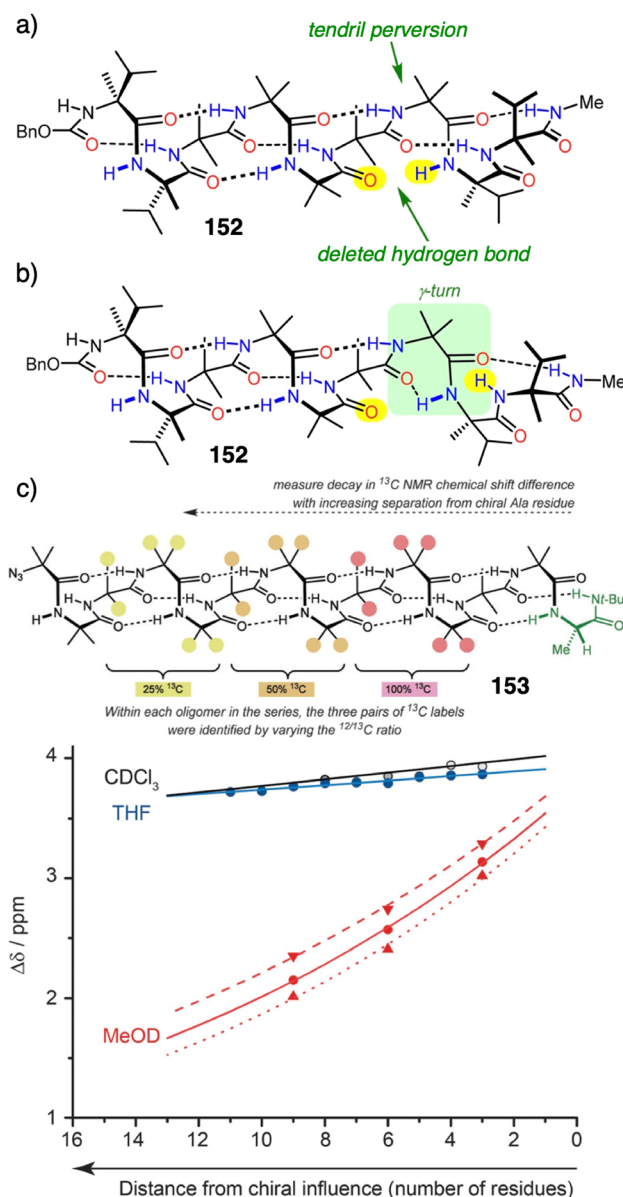 a)
tendril perversion
H
N
O
H
N
O
H
N
O
H
N
Me
BnO
O
H
N
O
H
N
O
H
N
H
N
O
H
N
O
H
N
O
152
deleted hydrogen bond
b)
γ-turn
H
N
O
H
N
O
H
N
O
H
N
Me
BnO
O
H
N
O
H
N
O
H
N
H
N
O
H
N
O
H
N
O
152
c)
measure decay in ¹³C NMR chemical shift difference
with increasing separation from chiral Ala residue
N₃
O
H
N
O
H
N
O
H
N
O
H
N
O
H
Nt-Bu
H
N
O
H
N
O
H
N
O
H
N
O
Me
H
25% ¹³C
50% ¹³C
100% ¹³C
153
Within each oligomer in the series, the three pairs of ¹³C labels
were identified by varying the ¹²/¹³C ratio
4
CDCl₃
THF
3
Δδ / ppm
2
MeOD
1
16 14 12 10 8 6 4 2 0
Distance from chiral influence (number of residues)